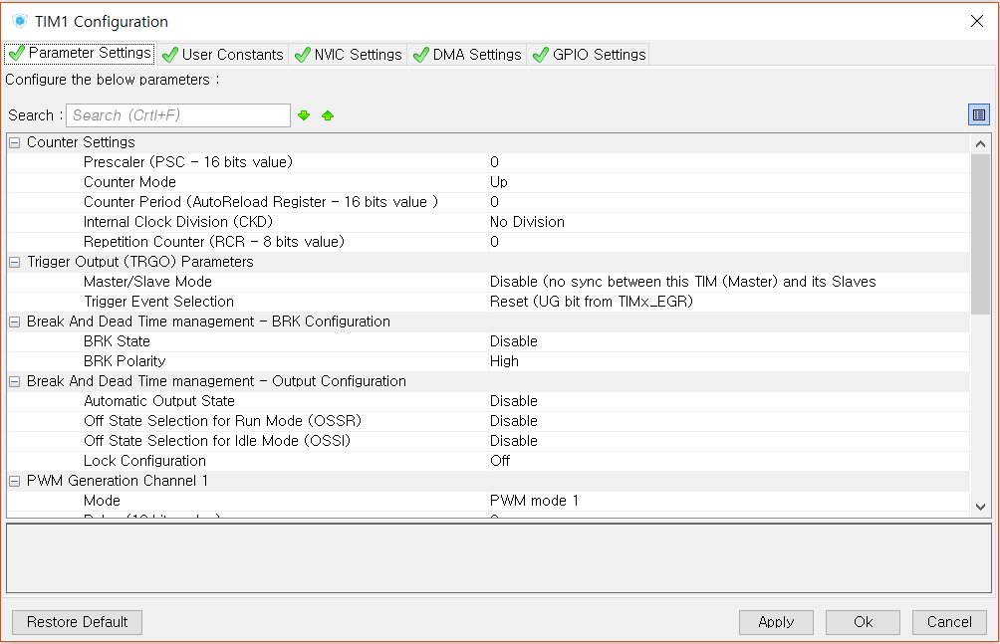 TIM1 Configuration
Parameter Settings User Constants NVIC Settings DMA Settings GPIO Settings
Configure the below parameters :
Search : Search (Crtl+F)
Counter Settings
Prescaler (PSC - 16 bits value) 0
Counter Mode Up
Counter Period (AutoReload Register - 16 bits value ) 0
Internal Clock Division (CKD) No Division
Repetition Counter (RCR - 8 bits value) 0
Trigger Output (TRGO) Parameters
Master/Slave Mode Disable (no sync between this TIM (Master) and its Slaves
Trigger Event Selection Reset (UG bit from TIMx_EGR)
Break And Dead Time management - BRK Configuration
BRK State Disable
BRK Polarity High
Break And Dead Time management - Output Configuration
Automatic Output State Disable
Off State Selection for Run Mode (OSSR) Disable
Off State Selection for Idle Mode (OSSI) Disable
Lock Configuration Off
PWM Generation Channel 1
Mode PWM mode 1
Restore Default Apply Ok Cancel